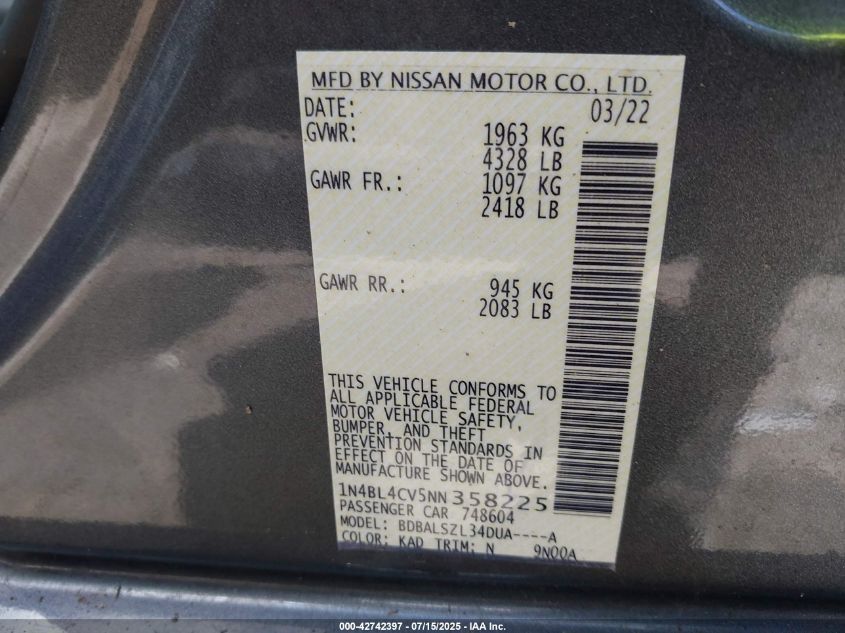 MFD BY NISSAN MOTOR CO., LTD.
DATE: 03/22
GVWR: 1963 KG
4328 LB
GAWR FR.: 1097 KG
2418 LB
GAWR RR.: 945 KG
2083 LB
THIS VEHICLE CONFORMS TO
ALL APPLICABLE FEDERAL
MOTOR VEHICLE SAFETY,
BUMPER, AND THEFT
PREVENTION STANDARDS IN
EFFECT ON THE DATE OF
MANUFACTURE SHOWN ABOVE.
1N4BL4CV5NN358225
PASSENGER CAR 748604
MODEL: BDBALSZL34DUA----A
COLOR: KAD TRIM: N 9N00A
000-42742397 - 07/15/2025 - IAA Inc.